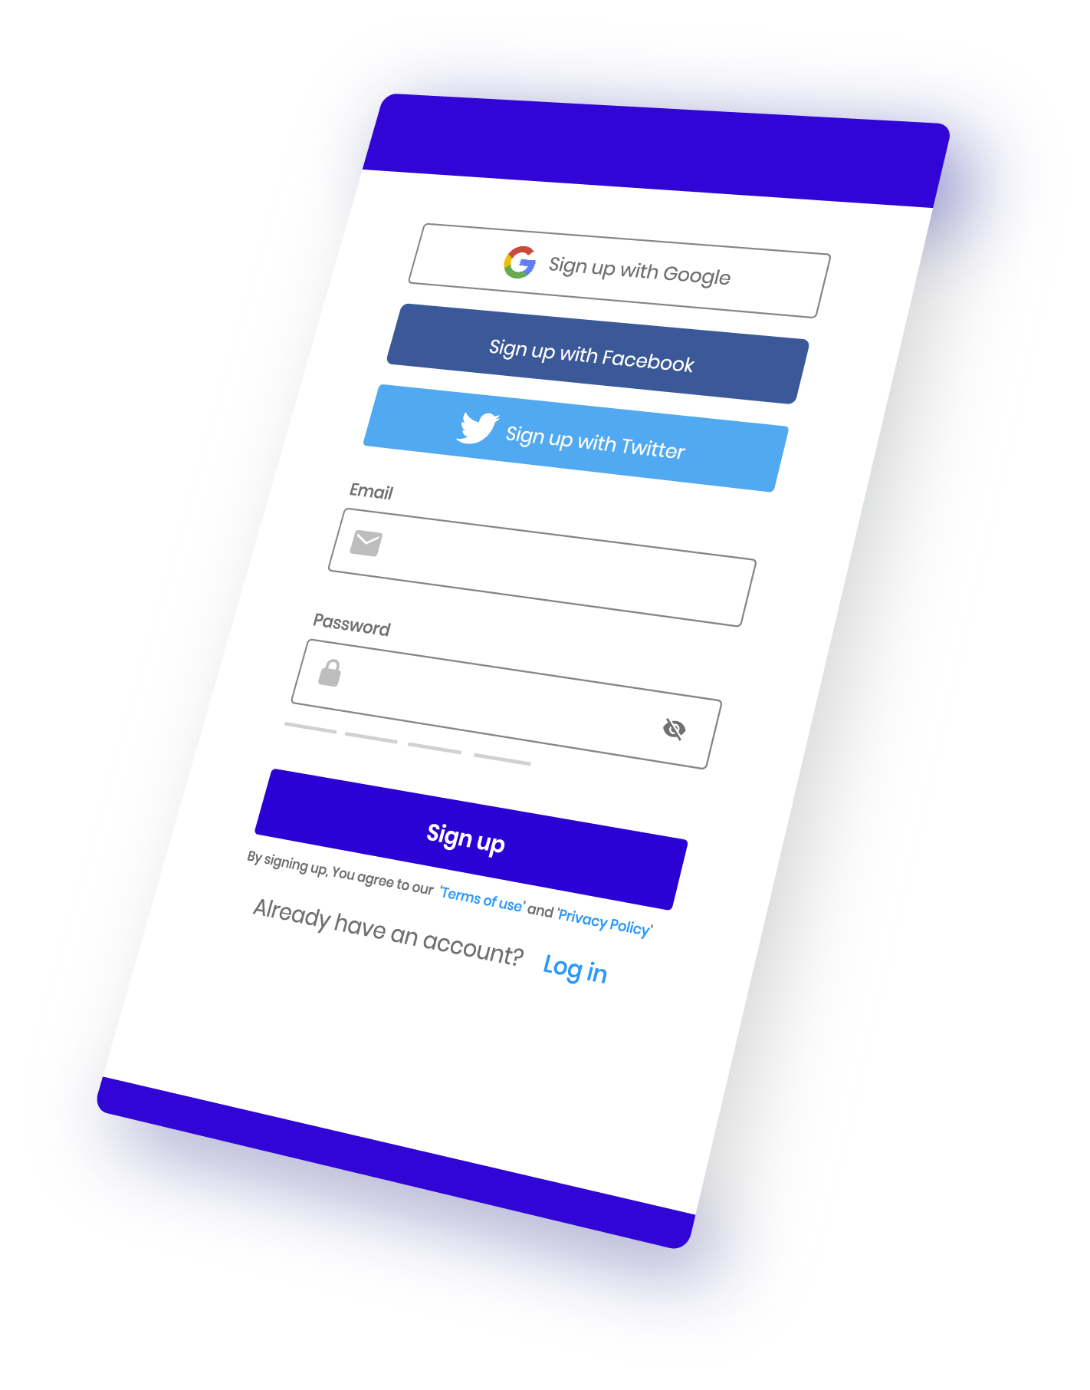 Sign up with Google
Sign up with Facebook
Sign up with Twitter
Email
Password
Sign up
By signing up, You agree to our 'Terms of use' and 'Privacy Policy'
Already have an account? Log in